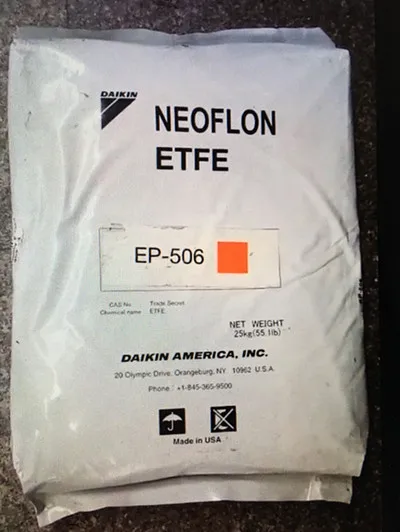 DAIKIN
NEOFLON
ETFE
EP-506
CAS No. Trade Secret
Chemical name ETFE
NET WEIGHT
25kg(55.1lb)
DAIKIN AMERICA, INC.
20 Olympic Drive, Orangeburg, NY 10962 U.S.A.
Phone : +1-845-365-9500
Made in USA